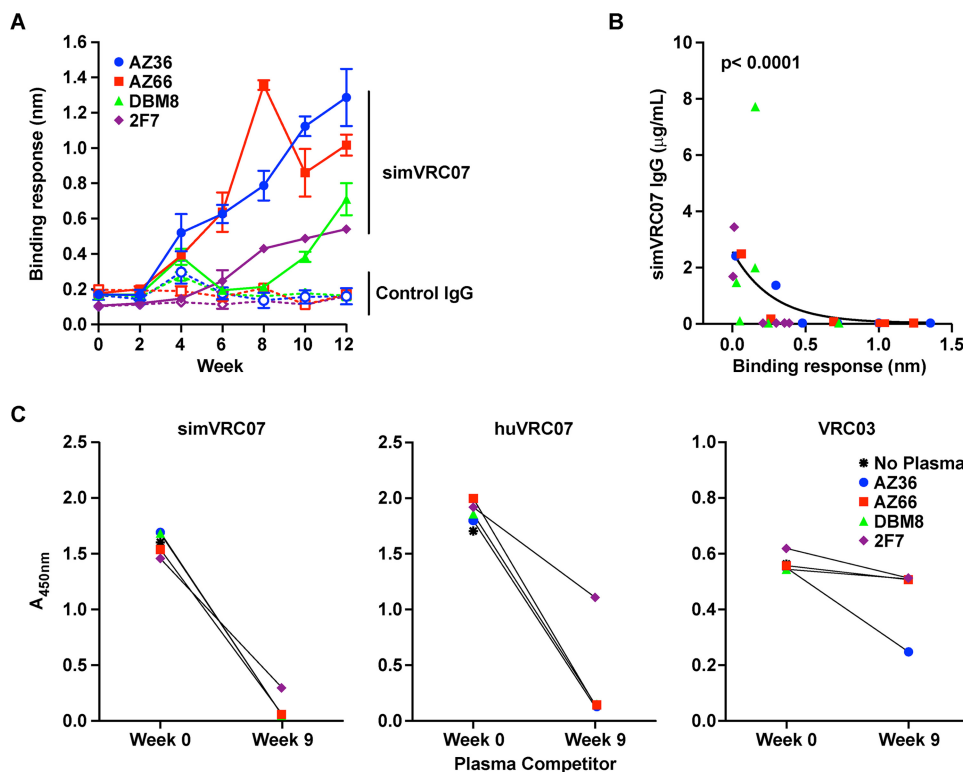 A
Binding response (nm)
1.6
1.4
1.2
1.0
0.8
0.6
0.4
0.2
0.0
AZ36
AZ66
DBM8
2F7
simVRC07
Control IgG
0 2 4 6 8 10 12
Week
B
simVRC07 IgG (µg/mL)
10
8
6
4
2
0
p< 0.0001
0.0 0.5 1.0 1.5
Binding response (nm)
C
simVRC07
A450nm
2.5
2.0
1.5
1.0
0.5
0.0
Week 0 Week 9
huVRC07
2.5
2.0
1.5
1.0
0.5
0.0
Week 0 Week 9
Plasma Competitor
VRC03
1.0
0.8
0.6
0.4
0.2
0.0
No Plasma
AZ36
AZ66
DBM8
2F7
Week 0 Week 9